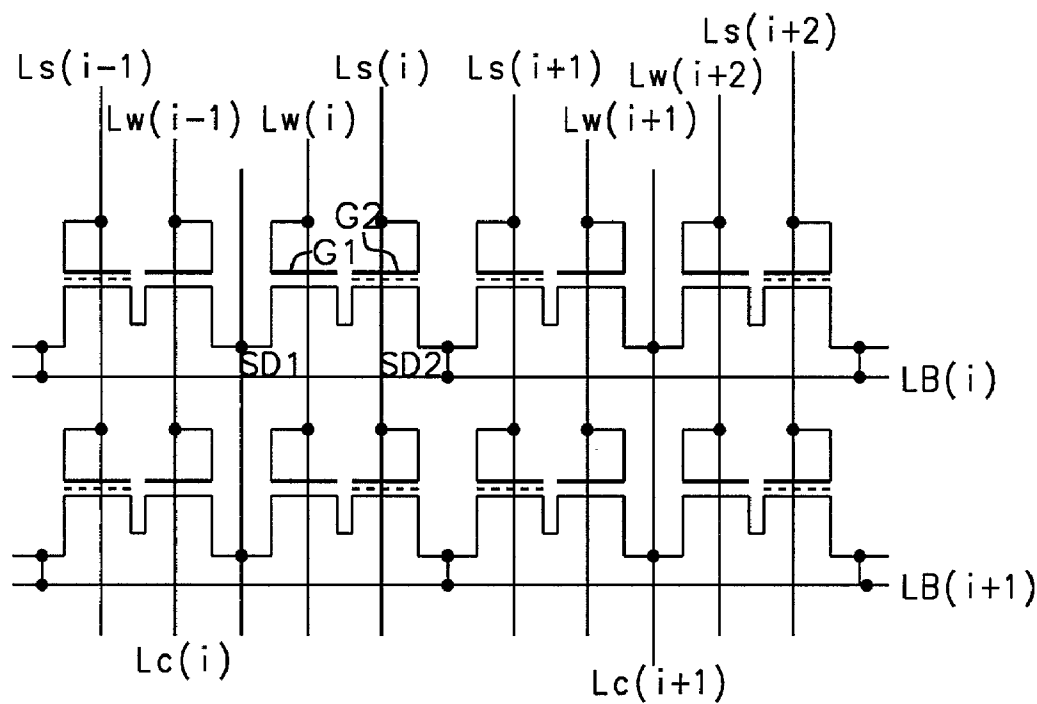 Ls(i+2)
Ls(i-1) Ls(i) Ls(i+1) Lw(i+2)
Lw(i-1) Lw(i) Lw(i+1)
G2
G1
SD1 SD2
LB(i)
LB(i+1)
Lc(i)
Lc(i+1)